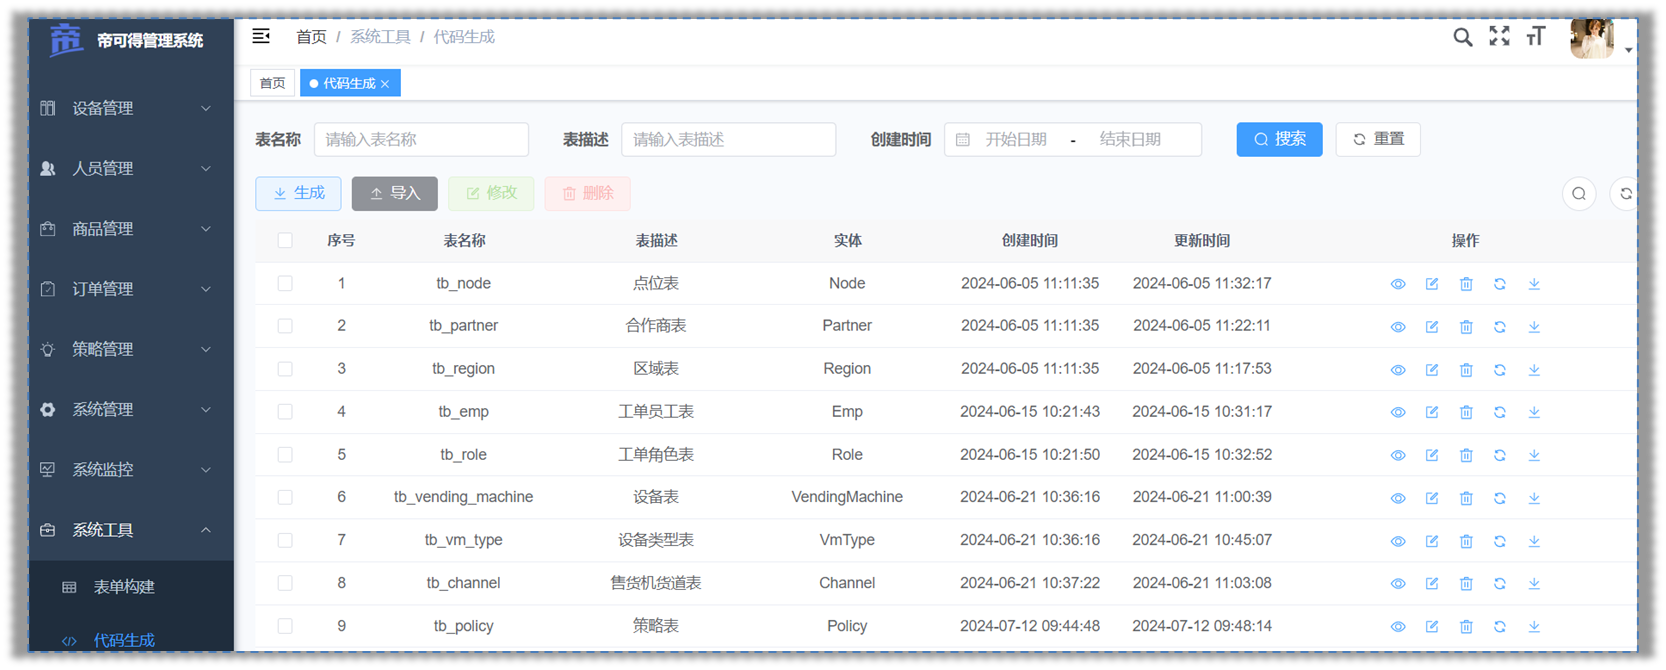 帝 帝可得管理系统
首页 / 系统工具 / 代码生成
首页 代码生成
设备管理
人员管理
商品管理
订单管理
策略管理
系统管理
系统监控
系统工具
表单构建
代码生成
表名称 请输入表名称 表描述 请输入表描述 创建时间 开始日期 - 结束日期 搜索 重置
生成 导入 修改 删除
序号 表名称 表描述 实体 创建时间 更新时间 操作
1 tb_node 点位表 Node 2024-06-05 11:11:35 2024-06-05 11:32:17
2 tb_partner 合作商表 Partner 2024-06-05 11:11:35 2024-06-05 11:22:11
3 tb_region 区域表 Region 2024-06-05 11:11:35 2024-06-05 11:17:53
4 tb_emp 工单员工表 Emp 2024-06-15 10:21:43 2024-06-15 10:31:17
5 tb_role 工单角色表 Role 2024-06-15 10:21:50 2024-06-15 10:32:52
6 tb_vending_machine 设备表 VendingMachine 2024-06-21 10:36:16 2024-06-21 11:00:39
7 tb_vm_type 设备类型表 VmType 2024-06-21 10:36:16 2024-06-21 10:45:07
8 tb_channel 售货机货道表 Channel 2024-06-21 10:37:22 2024-06-21 11:03:08
9 tb_policy 策略表 Policy 2024-07-12 09:44:48 2024-07-12 09:48:14